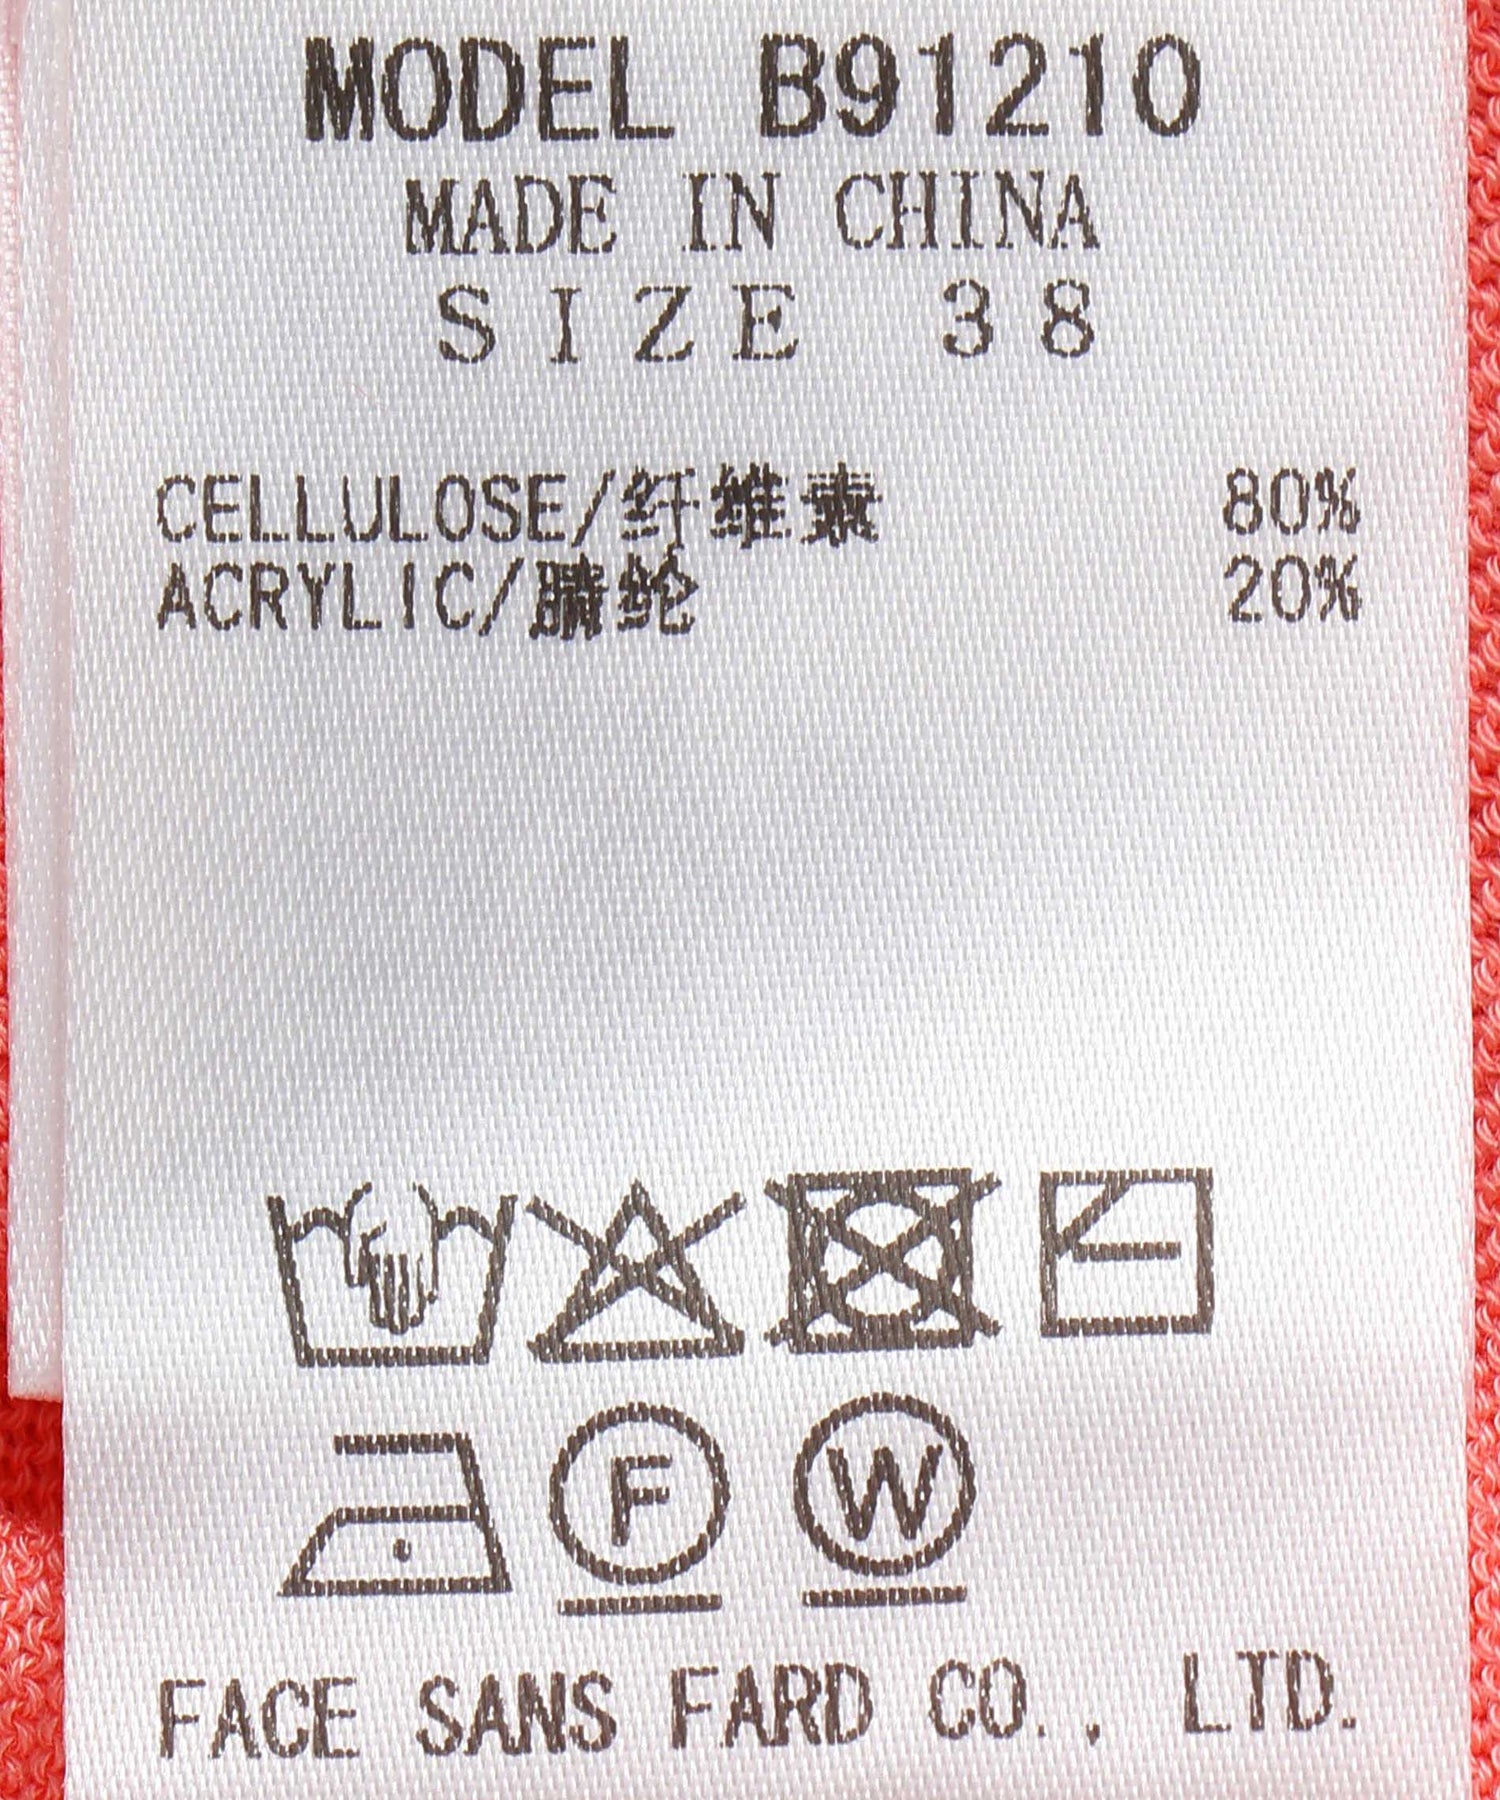 MODEL B91210
MADE IN CHINA
SIZE 38
CELLULOSE/纤维素 80%
ACRYLIC/腈纶 20%
F W
FACE SANS FARD CO., LTD.